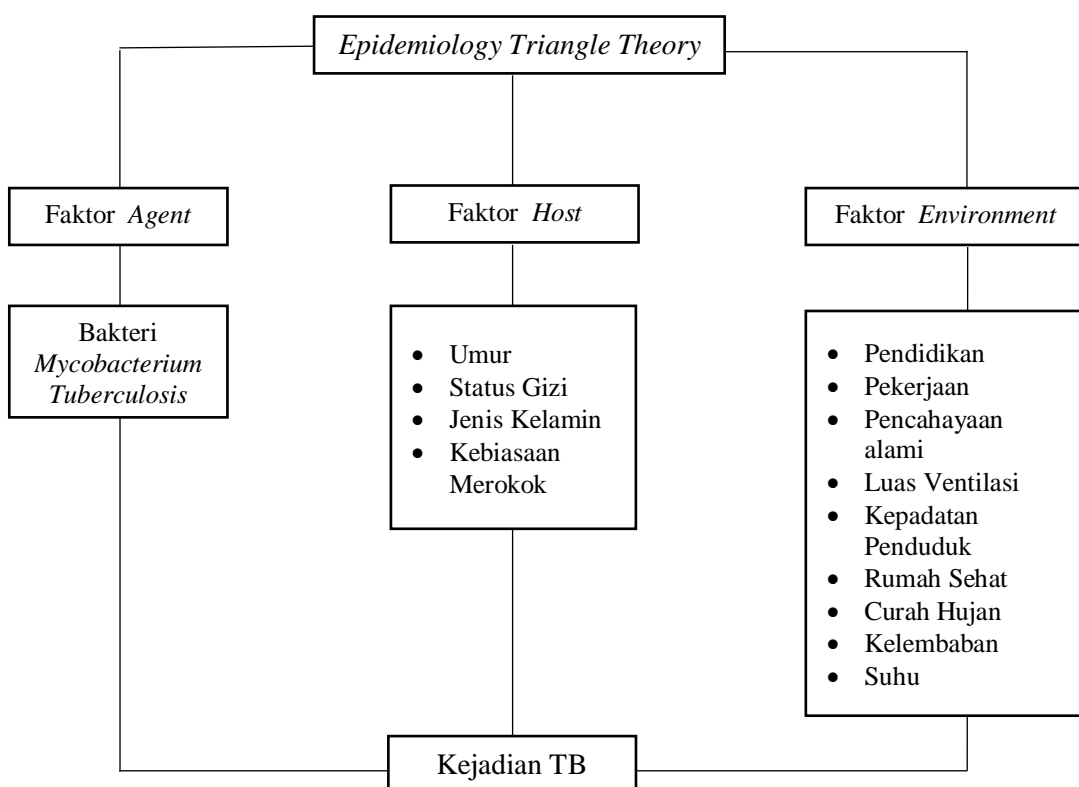 Epidemiology Triangle Theory
Faktor Agent
Faktor Host
Faktor Environment
Bakteri
Mycobacterium
Tuberculosis
• Umur
• Status Gizi
• Jenis Kelamin
• Kebiasaan
Merokok
• Pendidikan
• Pekerjaan
• Pencahayaan
alami
• Luas Ventilasi
• Kepadatan
Penduduk
• Rumah Sehat
• Curah Hujan
• Kelembaban
• Suhu
Kejadian TB